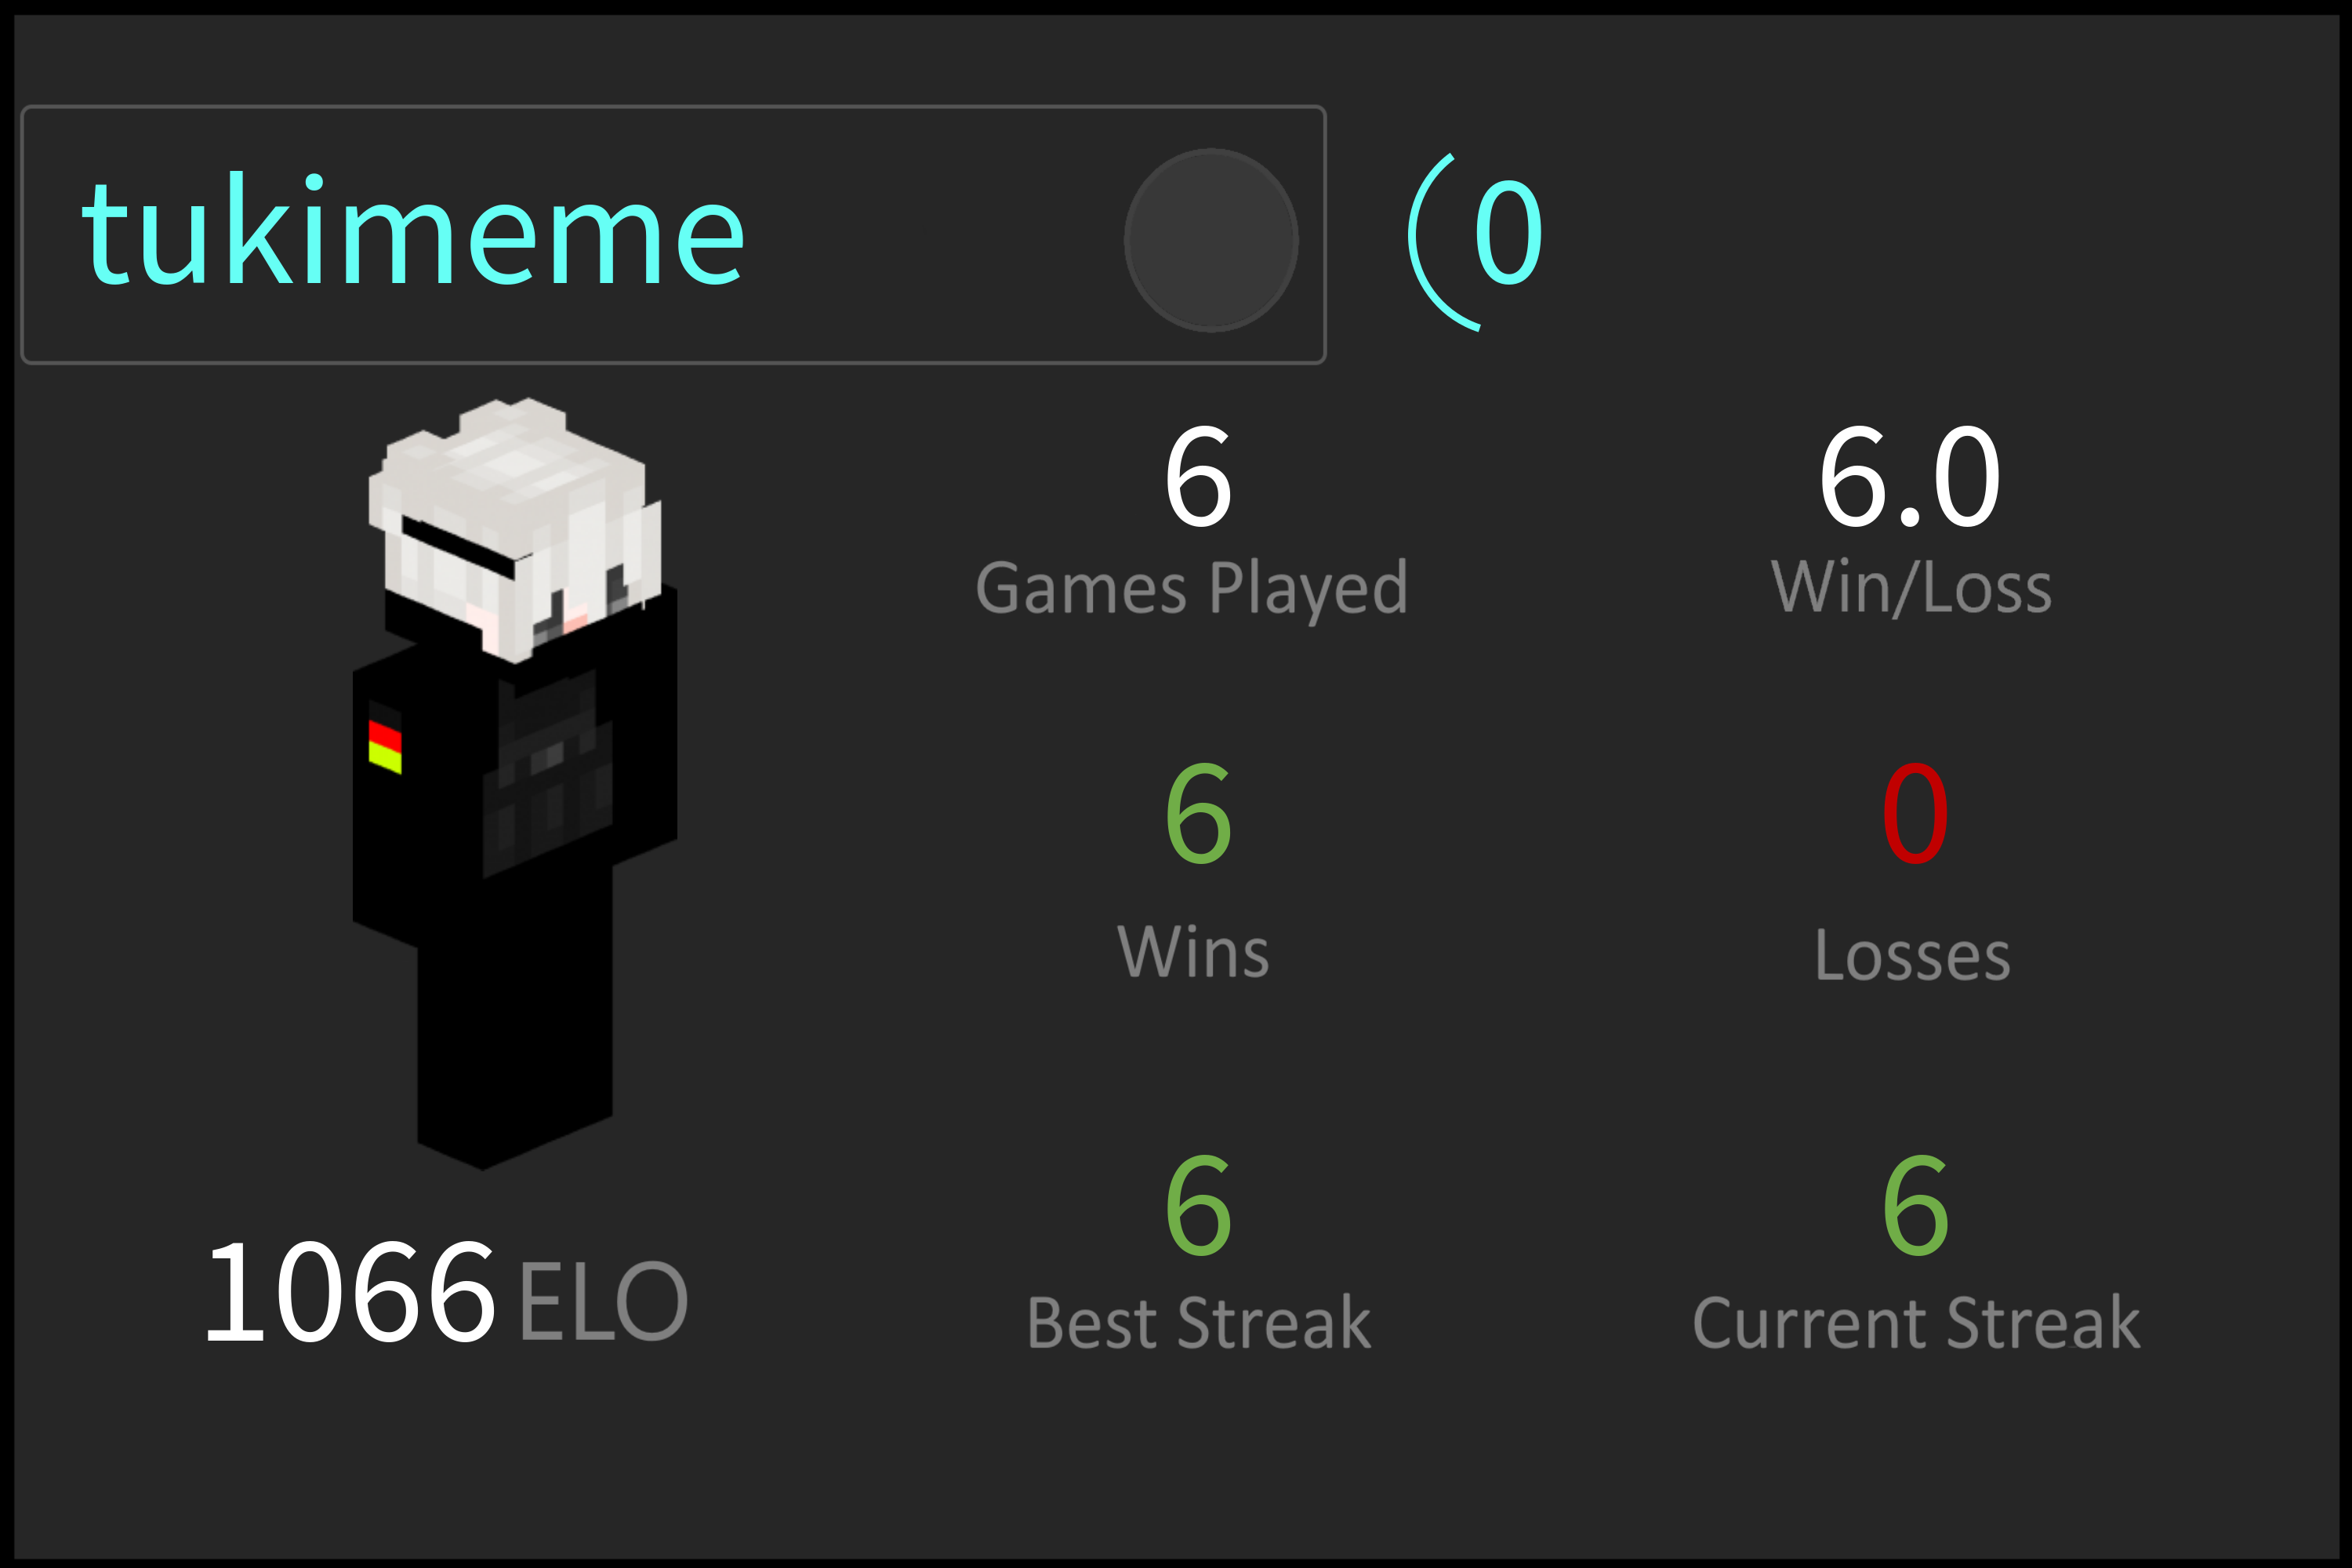 tukimeme
0
6
6.0
Games Played
Win/Loss
6
0
Wins
Losses
6
6
1066 ELO
Best Streak
Current Streak